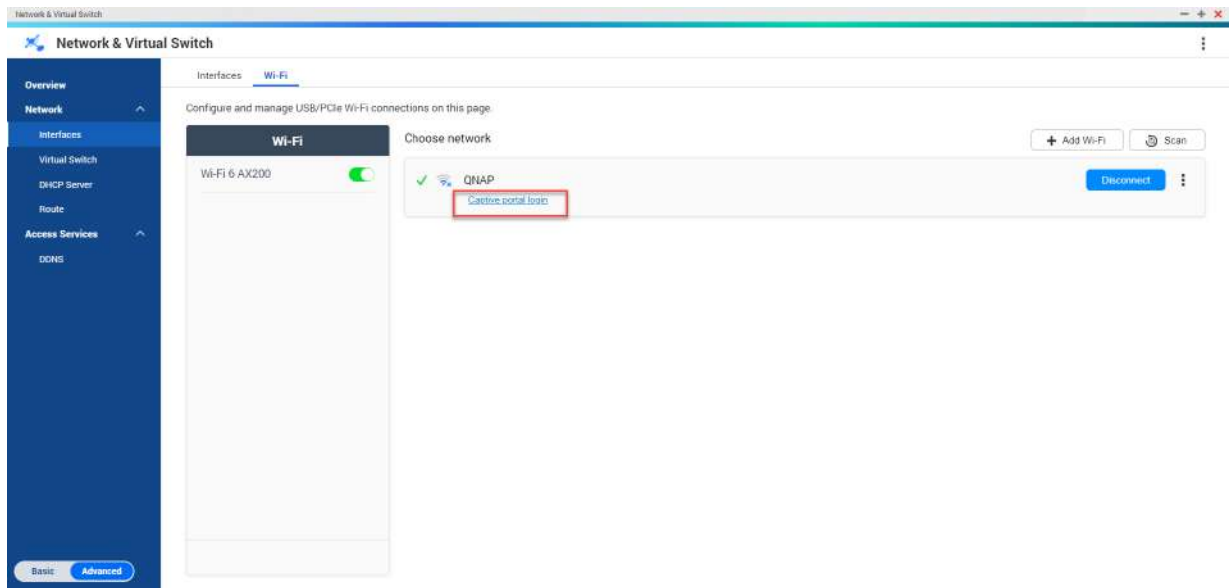 Network & Virtual Switch
Network & Virtual Switch
Overview
Network
Interfaces
Virtual Switch
DHCP Server
Route
Access Services
DDNS
Basic Advanced
Interfaces Wi-Fi
Configure and manage USB/PCIe Wi-Fi connections on this page.
Wi-Fi
Wi-Fi 6 AX200
Choose network
+ Add Wi-Fi Scan
QNAP Disconnect
Captive portal login